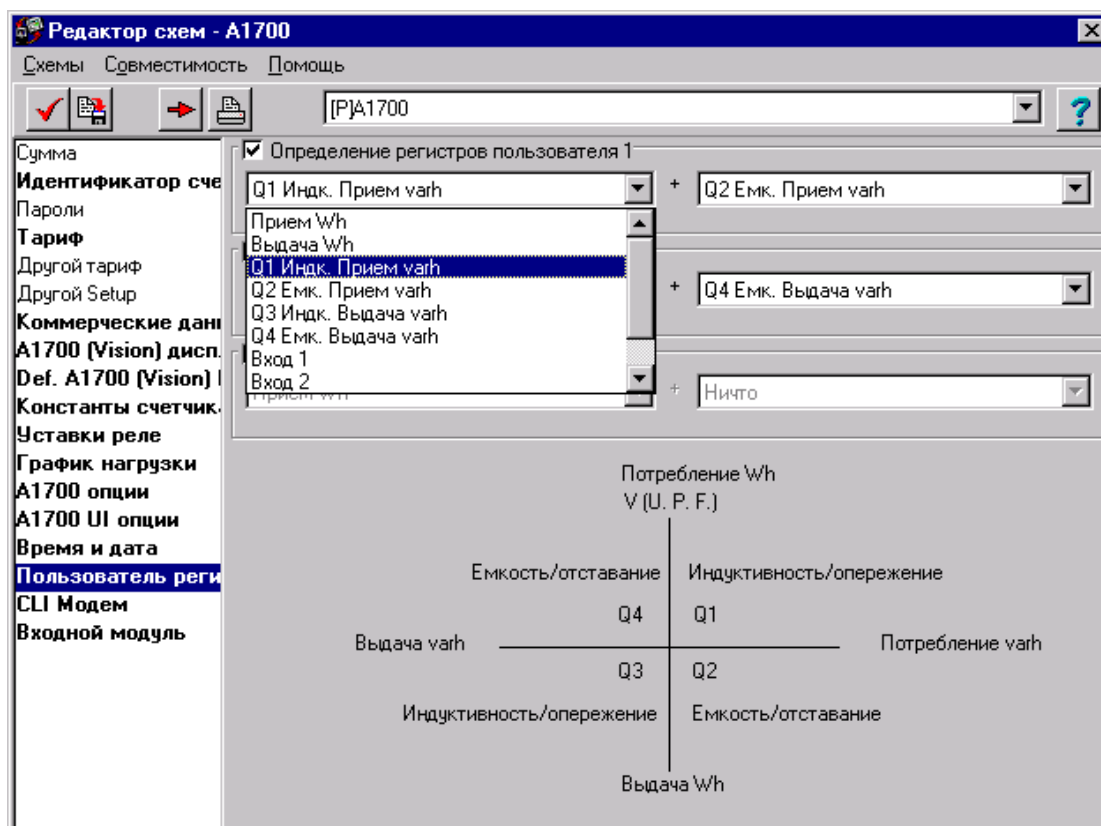 Редактор схем - A1700
Схемы Совместимость Помощь
[P]A1700
Сумма
Идентификатор сче
Пароли
Тариф
Другой тариф
Другой Setup
Коммерческие данн
A1700 (Vision) дисп.
Def. A1700 (Vision)
Константы счетчик
Уставки реле
График нагрузки
A1700 опции
A1700 UI опции
Время и дата
Пользователь реги
CLI Модем
Входной модуль
Определение регистров пользователя 1
Q1 Индк. Прием varh + Q2 Емк. Прием varh
Прием Wh
Выдача Wh
Q1 Индк. Прием varh
Q2 Емк. Прием varh
Q3 Индк. Выдача varh
Q4 Емк. Выдача varh
Вход 1
Вход 2
+ Q4 Емк. Выдача varh
Прием Wh + Ничто
Потребление Wh
V (U. P. F.)
Емкость/отставание Индуктивность/опережение
Q4 Q1
Выдача varh Потребление varh
Q3 Q2
Индуктивность/опережение Емкость/отставание
Выдача Wh